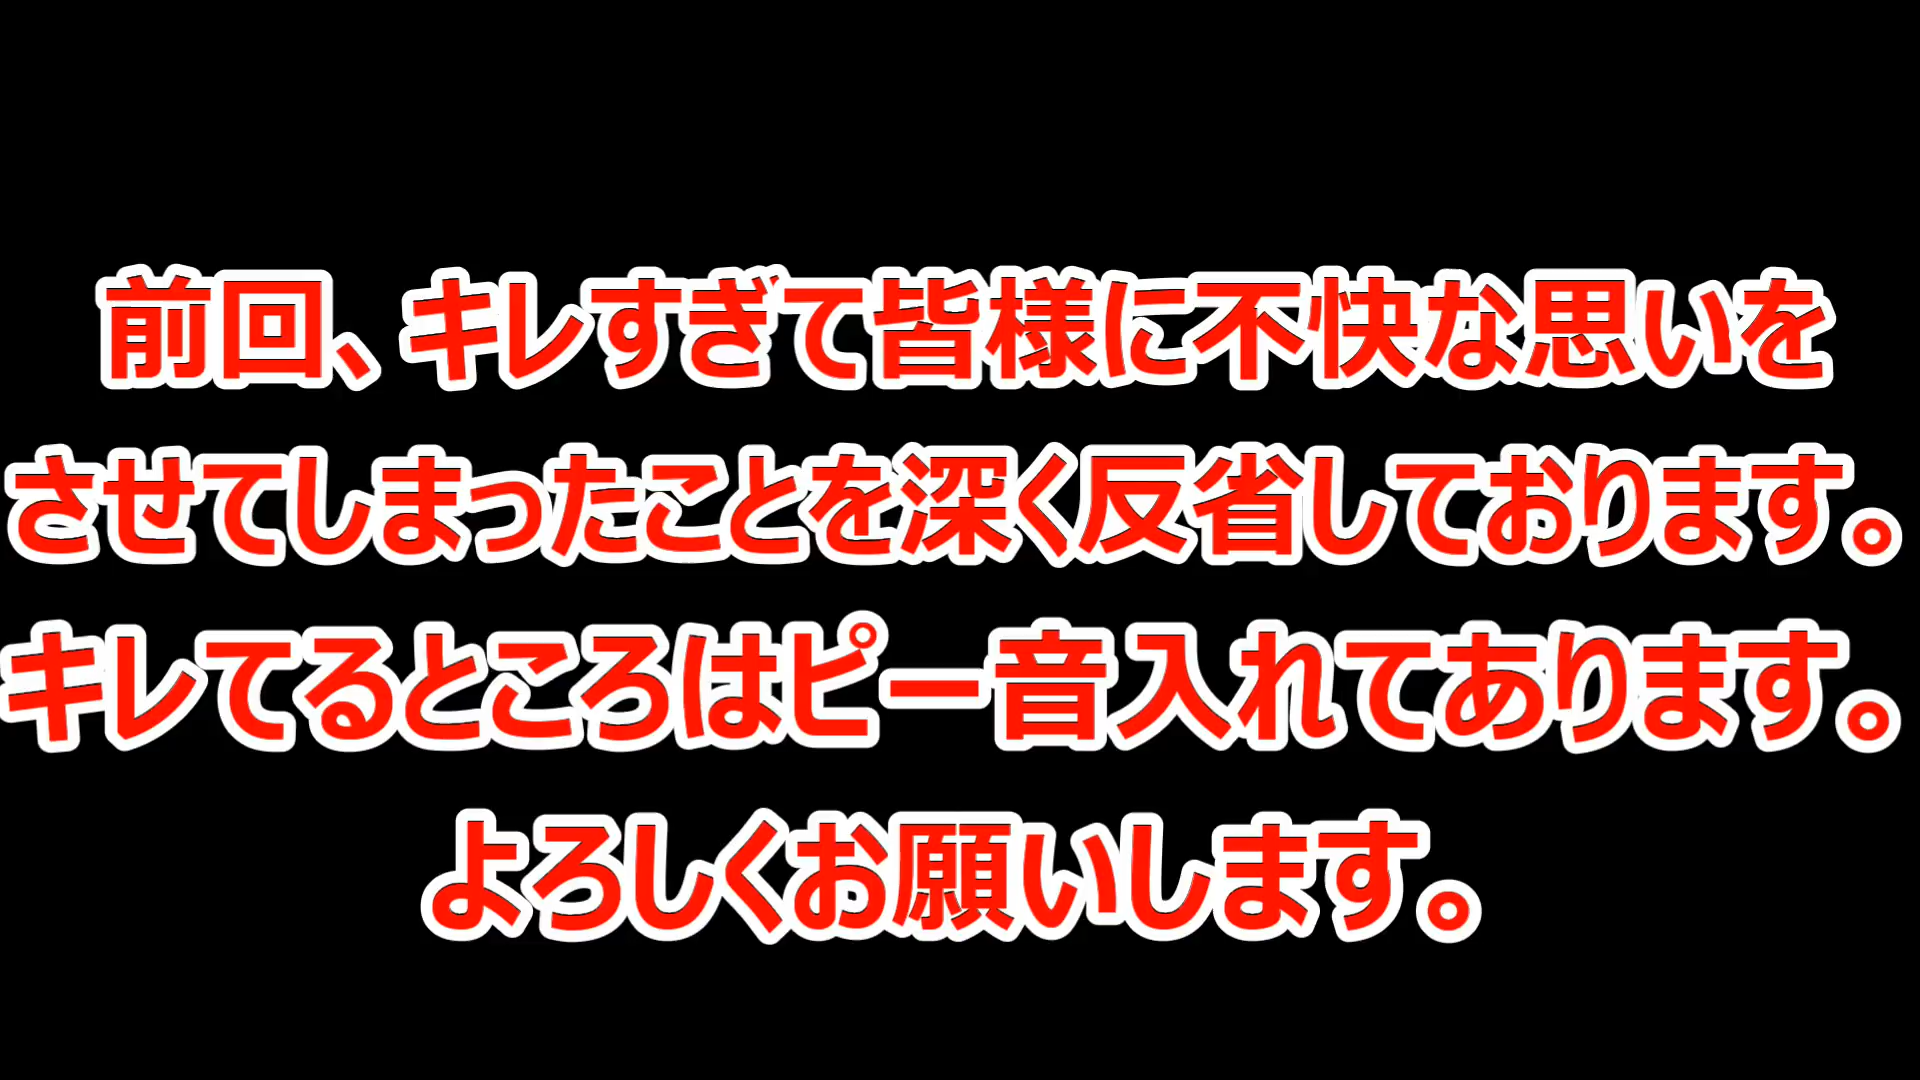 前回、キレすぎて皆様に不快な思いを
させてしまったことを深く反省しております。
キレてるところはピー音入れてあります。
よろしくお願いします。